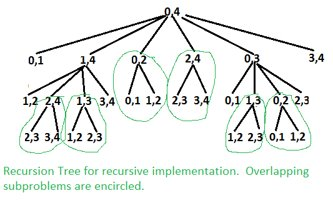 0,4
0,1 1,4 0,2 2,4 0,3 3,4
1,2 2,4 1,3 3,4 0,1 1,2 2,3 3,4 0,1 1,3 0,2 2,3
2,3 3,4 1,2 2,3 1,2 2,3 0,1 1,2
Recursion Tree for recursive implementation. Overlapping
subproblems are encircled.